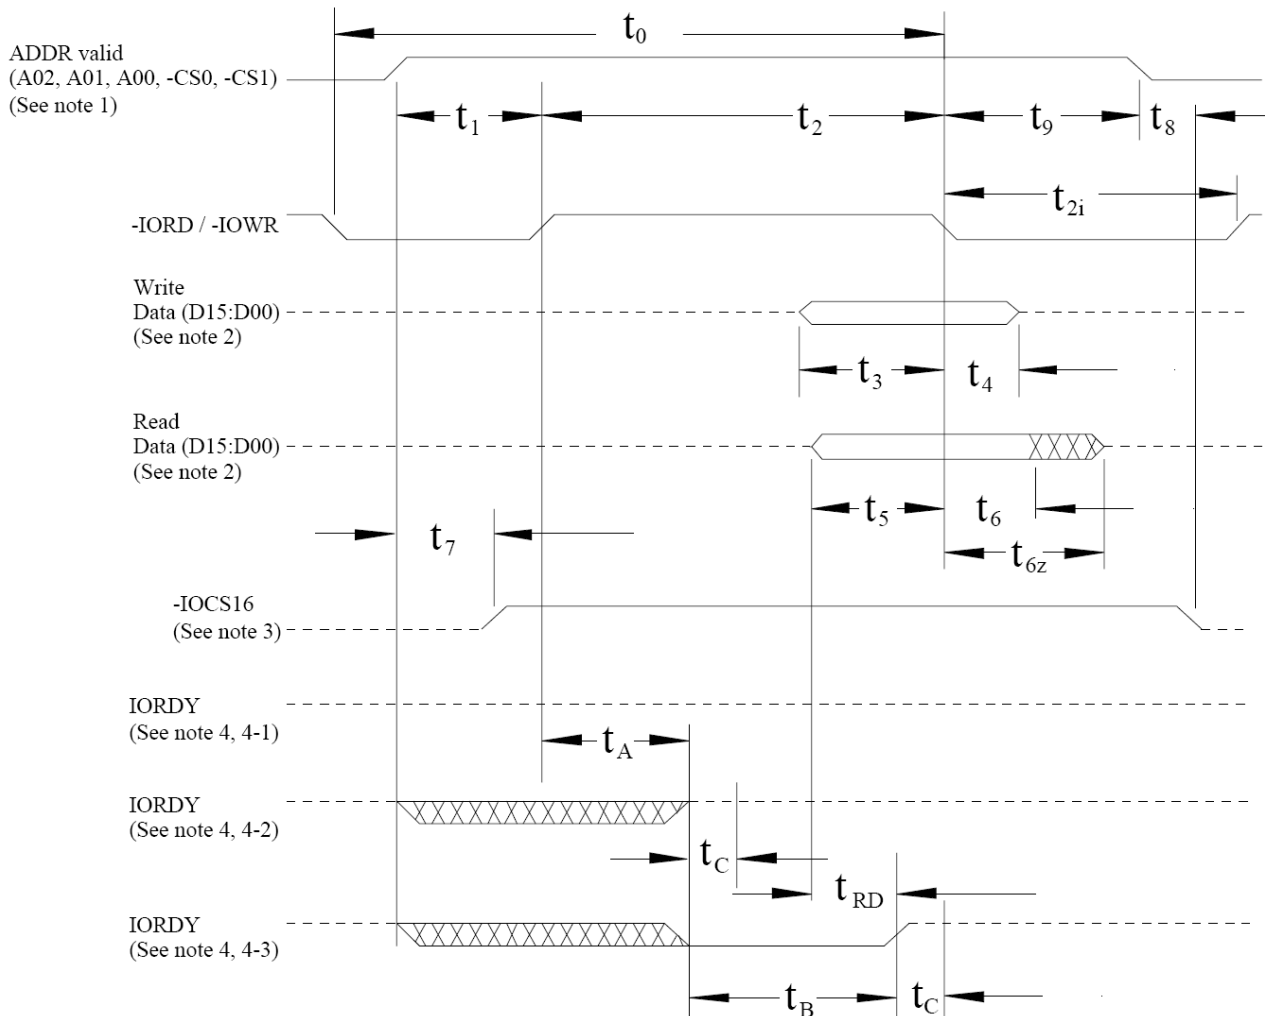 t0
ADDR valid
(A02, A01, A00, -CS0, -CS1)
(See note 1)
t1
t2
t9
t8
t2i
-IORD / -IOWR
Write
Data (D15:D00)
(See note 2)
t3
t4
Read
Data (D15:D00)
(See note 2)
t5
t6
t7
t6z
-IOCS16
(See note 3)
IORDY
(See note 4, 4-1)
tA
IORDY
(See note 4, 4-2)
tC
tRD
IORDY
(See note 4, 4-3)
tB
tC